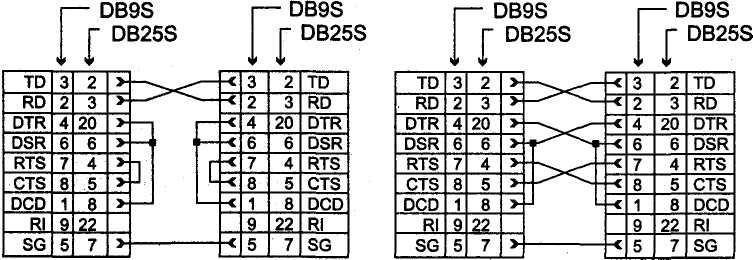 DB9S DB9S DB9S DB9S
DB25S DB25S DB25S DB25S
TD 3 2 3 2 TD TD 3 2 3 2 TD
RD 2 3 2 3 RD RD 2 3 2 3 RD
DTR 4 20 4 20 DTR DTR 4 20 4 20 DTR
DSR 6 6 6 6 DSR DSR 6 6 6 6 DSR
RTS 7 4 7 4 RTS RTS 7 4 7 4 RTS
CTS 8 5 8 5 CTS CTS 8 5 8 5 CTS
DCD 1 8 1 8 DCD DCD 1 8 1 8 DCD
RI 9 22 9 22 RI RI 9 22 9 22 RI
SG 5 7 5 7 SG SG 5 7 5 7 SG